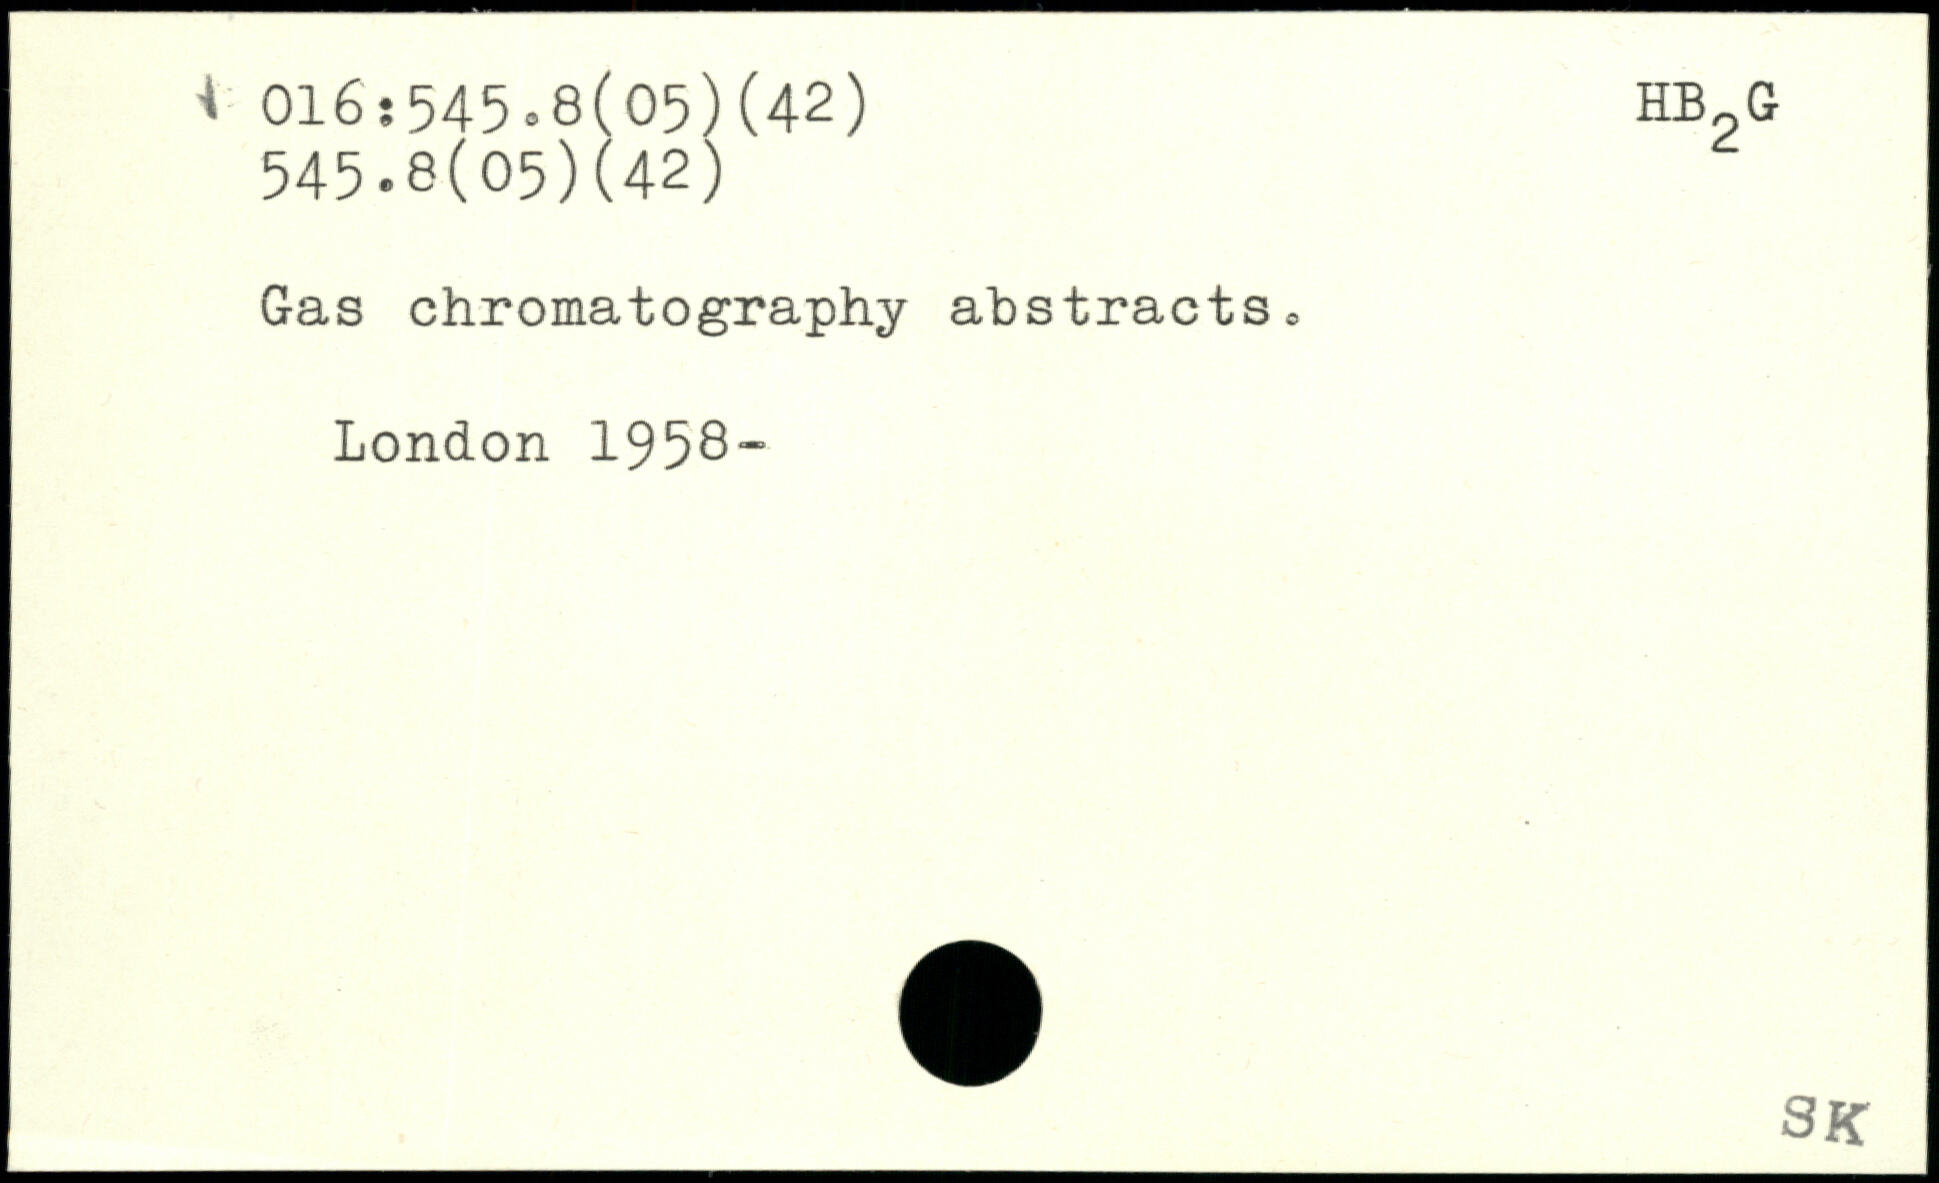 016:545.8(05)(42) HB₂G
545.8(05)(42)
Gas chromatography abstracts.
London 1958-
SK